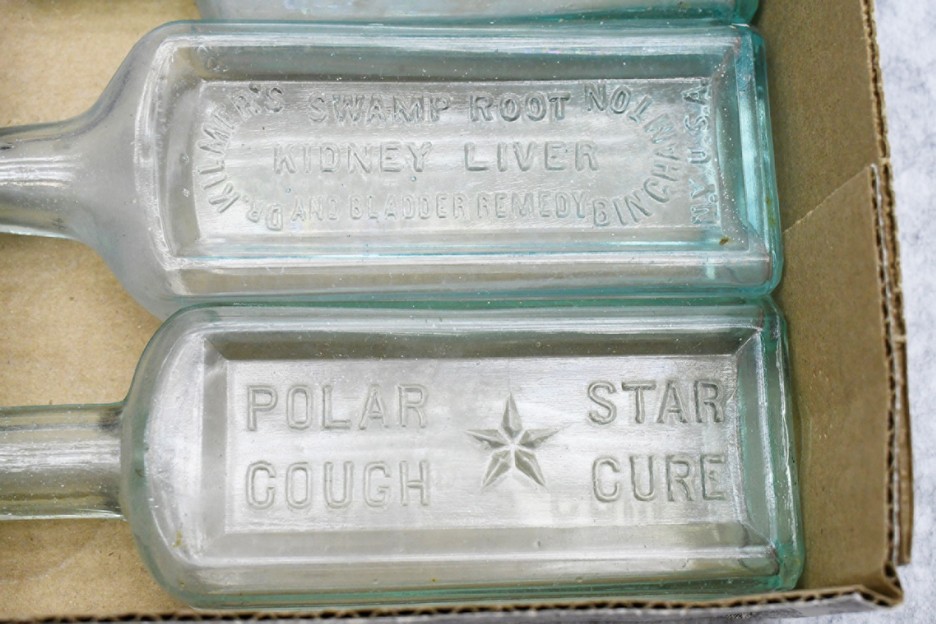 DR. KILMER'S
SWAMP ROOT
KIDNEY LIVER
AND BLADDER REMEDY
BINGHAMTON
N.Y. U.S.A
POLAR STAR
COUGH CURE